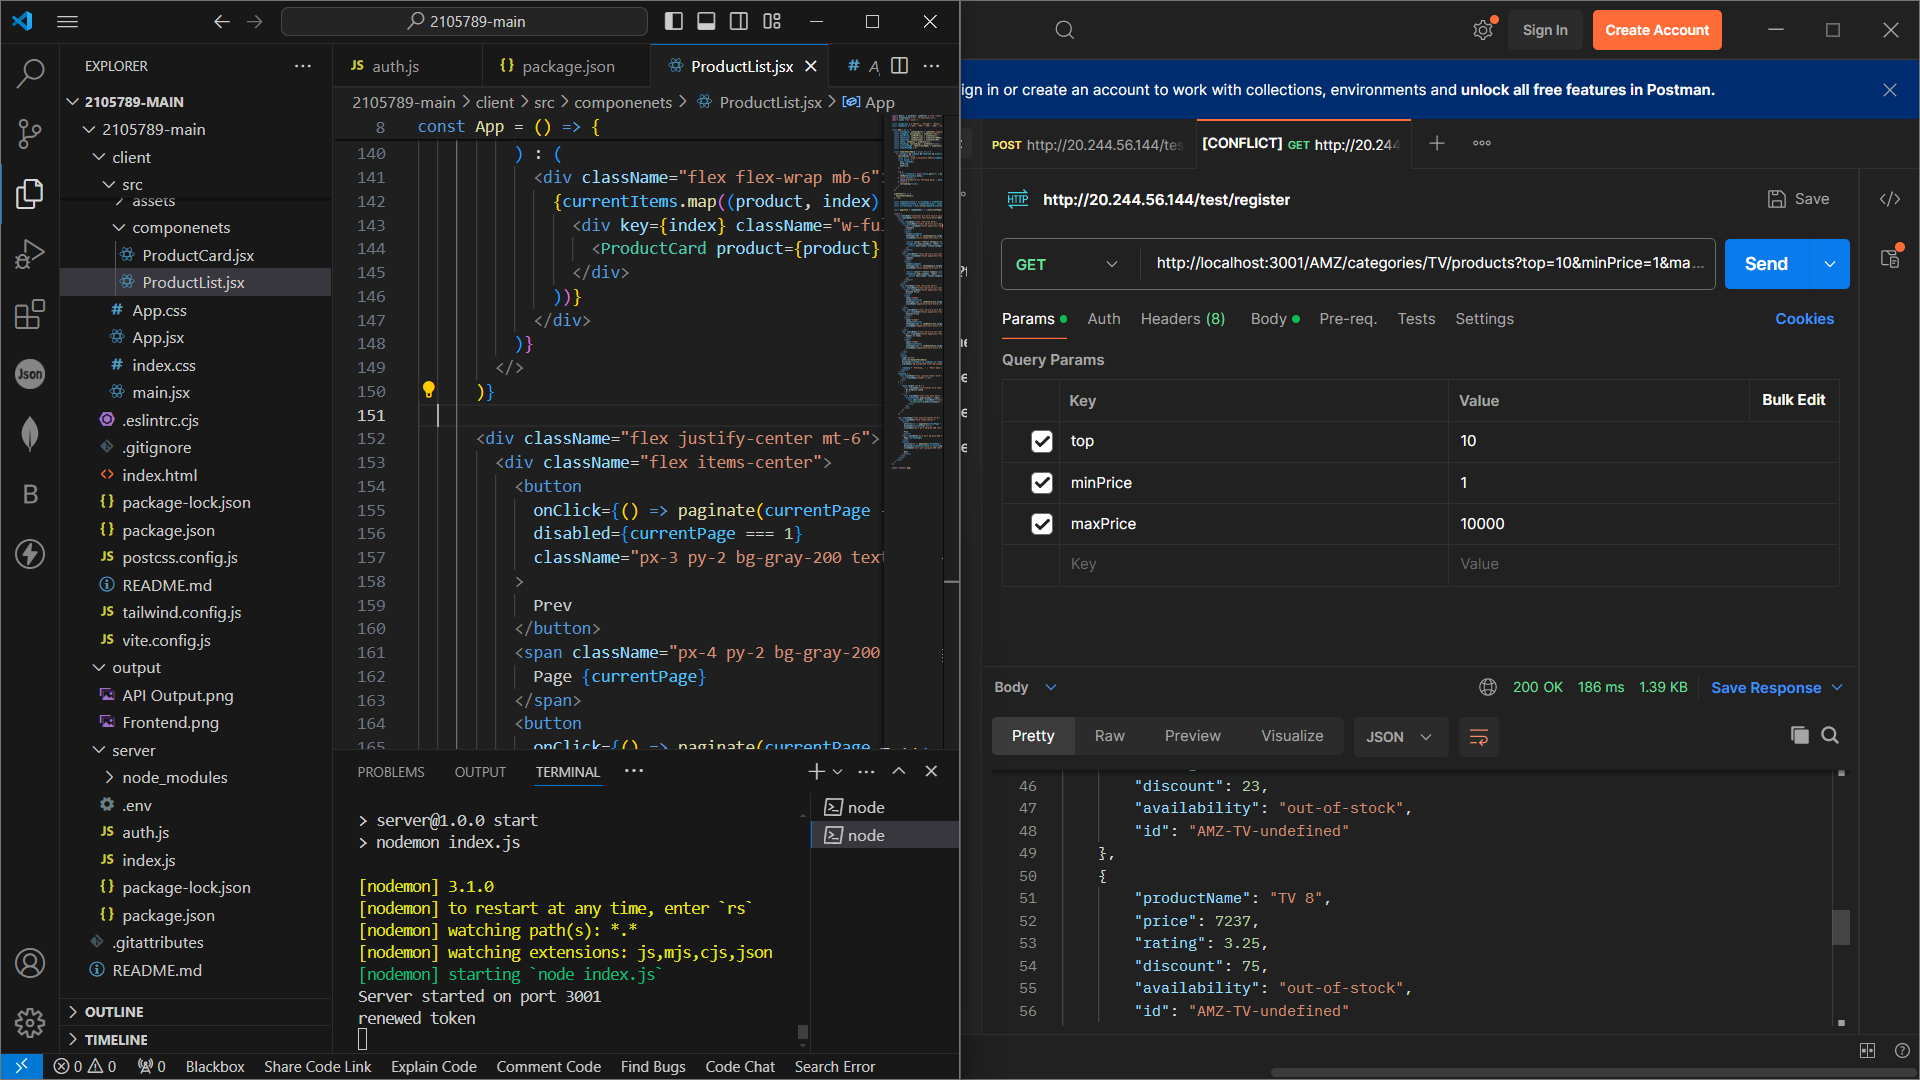 2105789-main
EXPLORER
2105789-MAIN
2105789-main
client
src
assets
componenets
ProductCard.jsx
ProductList.jsx
App.css
App.jsx
index.css
main.jsx
.eslintrc.cjs
.gitignore
index.html
package-lock.json
package.json
postcss.config.js
README.md
tailwind.config.js
vite.config.js
output
API Output.png
Frontend.png
server
node_modules
.env
auth.js
index.js
package-lock.json
package.json
.gitattributes
README.md
OUTLINE
TIMELINE
auth.js
package.json
ProductList.jsx
2105789-main > client > src > componenets > ProductList.jsx > App
8 const App = () => {
140 ) : (
141 <div className="flex flex-wrap mb-6"
142 {currentItems.map((product, index)
143 <div key={index} className="w-ful
144 <ProductCard product={product}
145 </div>
146 ))}
147 </div>
148 )}
149 </>
150 )}
151
152 <div className="flex justify-center mt-6">
153 <div className="flex items-center">
154 <button
155 onClick={() => paginate(currentPage -
156 disabled={currentPage === 1}
157 className="px-3 py-2 bg-gray-200 text
158 >
159 Prev
160 </button>
161 <span className="px-4 py-2 bg-gray-200
162 Page {currentPage}
163 </span>
164 <button
165 onClick={() => paginate(currentPage
PROBLEMS OUTPUT TERMINAL
> server@1.0.0 start
> nodemon index.js
[nodemon] 3.1.0
[nodemon] to restart at any time, enter `rs`
[nodemon] watching path(s): *.*
[nodemon] watching extensions: js,mjs,cjs,json
[nodemon] starting `node index.js`
Server started on port 3001
renewed token
node
node
0 0 0 Blackbox Share Code Link Explain Code Comment Code Find Bugs Code Chat Search Error
Json
B
Sign In
Create Account
ign in or create an account to work with collections, environments and unlock all free features in Postman.
POST http://20.244.56.144/tes
[CONFLICT] GET http://20.244
HTTP http://20.244.56.144/test/register
Save
GET
http://localhost:3001/AMZ/categories/TV/products?top=10&minPrice=1&ma...
Send
Params Auth Headers (8) Body Pre-req. Tests Settings
Cookies
Query Params
Key Value Bulk Edit
top 10
minPrice 1
maxPrice 10000
Key Value
Body
200 OK 186 ms 1.39 KB Save Response
Pretty Raw Preview Visualize JSON
46 "discount": 23,
47 "availability": "out-of-stock",
48 "id": "AMZ-TV-undefined"
49 },
50 {
51 "productName": "TV 8",
52 "price": 7237,
53 "rating": 3.25,
54 "discount": 75,
55 "availability": "out-of-stock",
56 "id": "AMZ-TV-undefined"